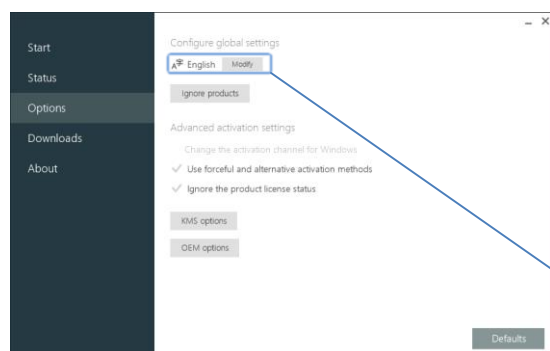 Start
Status
Options
Downloads
About
Configure global settings
English Modify
Ignore products
Advanced activation settings
Change the activation channel for Windows
Use forceful and alternative activation methods
Ignore the product license status
KMS options
OEM options
Defaults